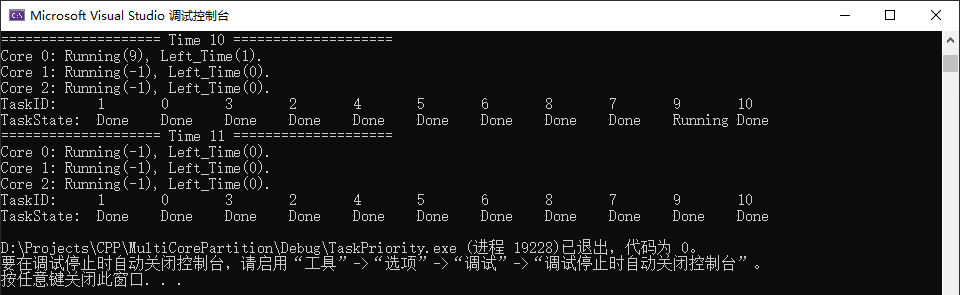 Microsoft Visual Studio 调试控制台
==================== Time 10 ====================
Core 0: Running(9), Left_Time(1).
Core 1: Running(-1), Left_Time(0).
Core 2: Running(-1), Left_Time(0).
TaskID: 1 0 3 2 4 5 6 8 7 9 10
TaskState: Done Done Done Done Done Done Done Done Done Running Done
==================== Time 11 ====================
Core 0: Running(-1), Left_Time(0).
Core 1: Running(-1), Left_Time(0).
Core 2: Running(-1), Left_Time(0).
TaskID: 1 0 3 2 4 5 6 8 7 9 10
TaskState: Done Done Done Done Done Done Done Done Done Done Done
D:\Projects\CPP\MultiCorePartition\Debug\TaskPriority.exe (进程 19228)已退出，代码为 0。
要在调试停止时自动关闭控制台，请启用“工具”->“选项”->“调试”->“调试停止时自动关闭控制台”。
按任意键关闭此窗口. . .